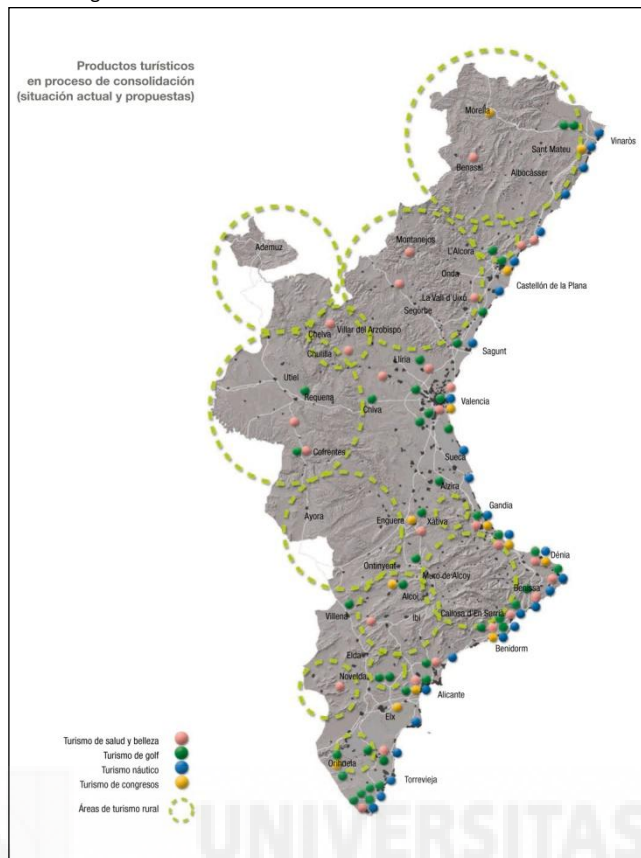 Productos turísticos
en proceso de consolidación
(situación actual y propuestas)
Morella
Vinaròs
Sant Mateu
Benasal
Albocàsser
Ademuz
Montanejos
L'Alcora
Onda
Castellón de la Plana
La Vall d'Uixó
Segorbe
Villar del Arzobispo
Chelva
Chulilla
Sagunt
Llíria
Utiel
Requena
Chiva
Valencia
Cofrentes
Sueca
Alzira
Ayora
Gandia
Enguera
Xàtiva
Dénia
Ontinyent
Muro de Alcoy
Benissa
Alcoi
Callosa d'En Sarrià
Villena
Ibi
Benidorm
Elda
Novelda
Alicante
Elx
Turismo de salud y belleza
Turismo de golf
Orihuela
Turismo náutico
Torrevieja
Turismo de congresos
Áreas de turismo rural
UNIVERSITAS